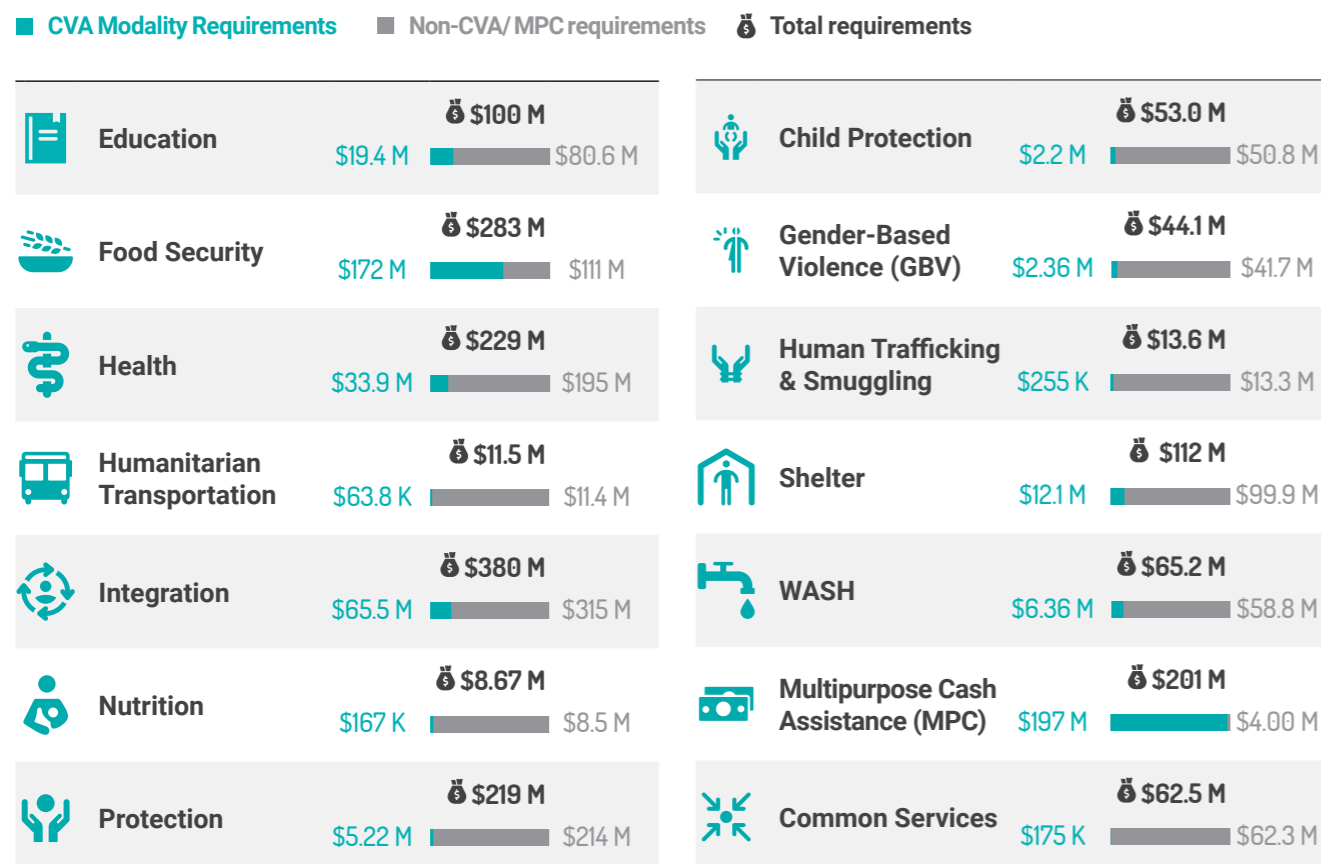 CVA Modality Requirements Non-CVA/ MPC requirements Total requirements
Education
$100 M
$19.4 M $80.6 M
Food Security
$283 M
$172 M $111 M
Health
$229 M
$33.9 M $195 M
Humanitarian
Transportation
$11.5 M
$63.8 K $11.4 M
Integration
$380 M
$65.5 M $315 M
Nutrition
$8.67 M
$167 K $8.5 M
Protection
$219 M
$5.22 M $214 M
Child Protection
$53.0 M
$2.2 M $50.8 M
Gender-Based
Violence (GBV)
$44.1 M
$2.36 M $41.7 M
Human Trafficking
& Smuggling
$13.6 M
$255 K $13.3 M
Shelter
$112 M
$12.1 M $99.9 M
WASH
$65.2 M
$6.36 M $58.8 M
Multipurpose Cash
Assistance (MPC)
$201 M
$197 M $4.00 M
Common Services
$62.5 M
$175 K $62.3 M